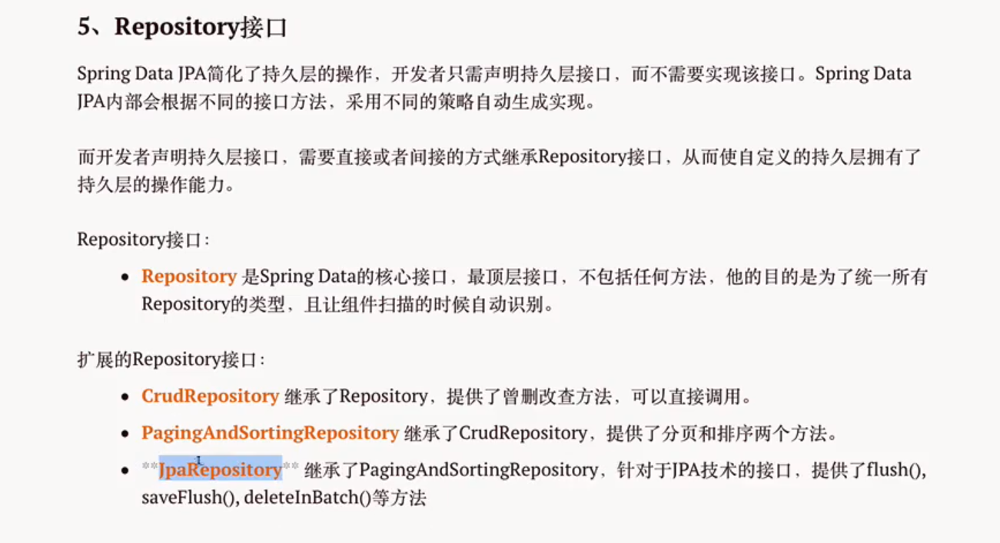 5、Repository接口
Spring Data JPA简化了持久层的操作，开发者只需声明持久层接口，而不需要实现该接口。Spring Data
JPA内部会根据不同的接口方法，采用不同的策略自动生成实现。
而开发者声明持久层接口，需要直接或者间接的方式继承Repository接口，从而使自定义的持久层拥有了
持久层的操作能力。
Repository接口：
• Repository 是Spring Data的核心接口，最顶层接口，不包括任何方法，他的目的是为了统一所有
Repository的类型，且让组件扫描的时候自动识别。
扩展的Repository接口：
• CrudRepository 继承了Repository，提供了曾删改查方法，可以直接调用。
• PagingAndSortingRepository 继承了CrudRepository，提供了分页和排序两个方法。
• **JpaRepository** 继承了PagingAndSortingRepository，针对于JPA技术的接口，提供了flush(),
saveFlush(), deleteInBatch()等方法